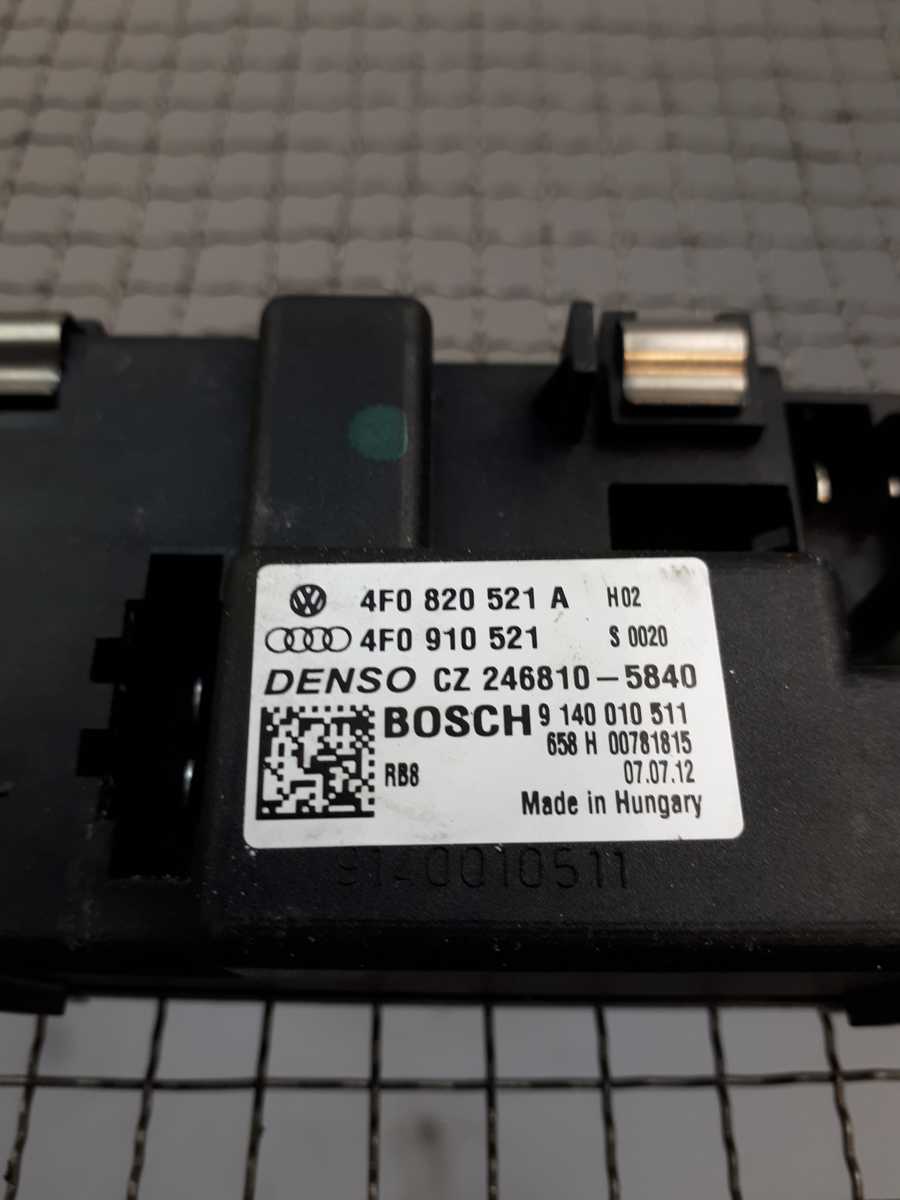 4F0 820 521 A H02
4F0 910 521 S 0020
DENSO CZ 246810-5840
BOSCH 9 140 010 511
658 H 00781815
RB8 07.07.12
Made in Hungary
9140010511